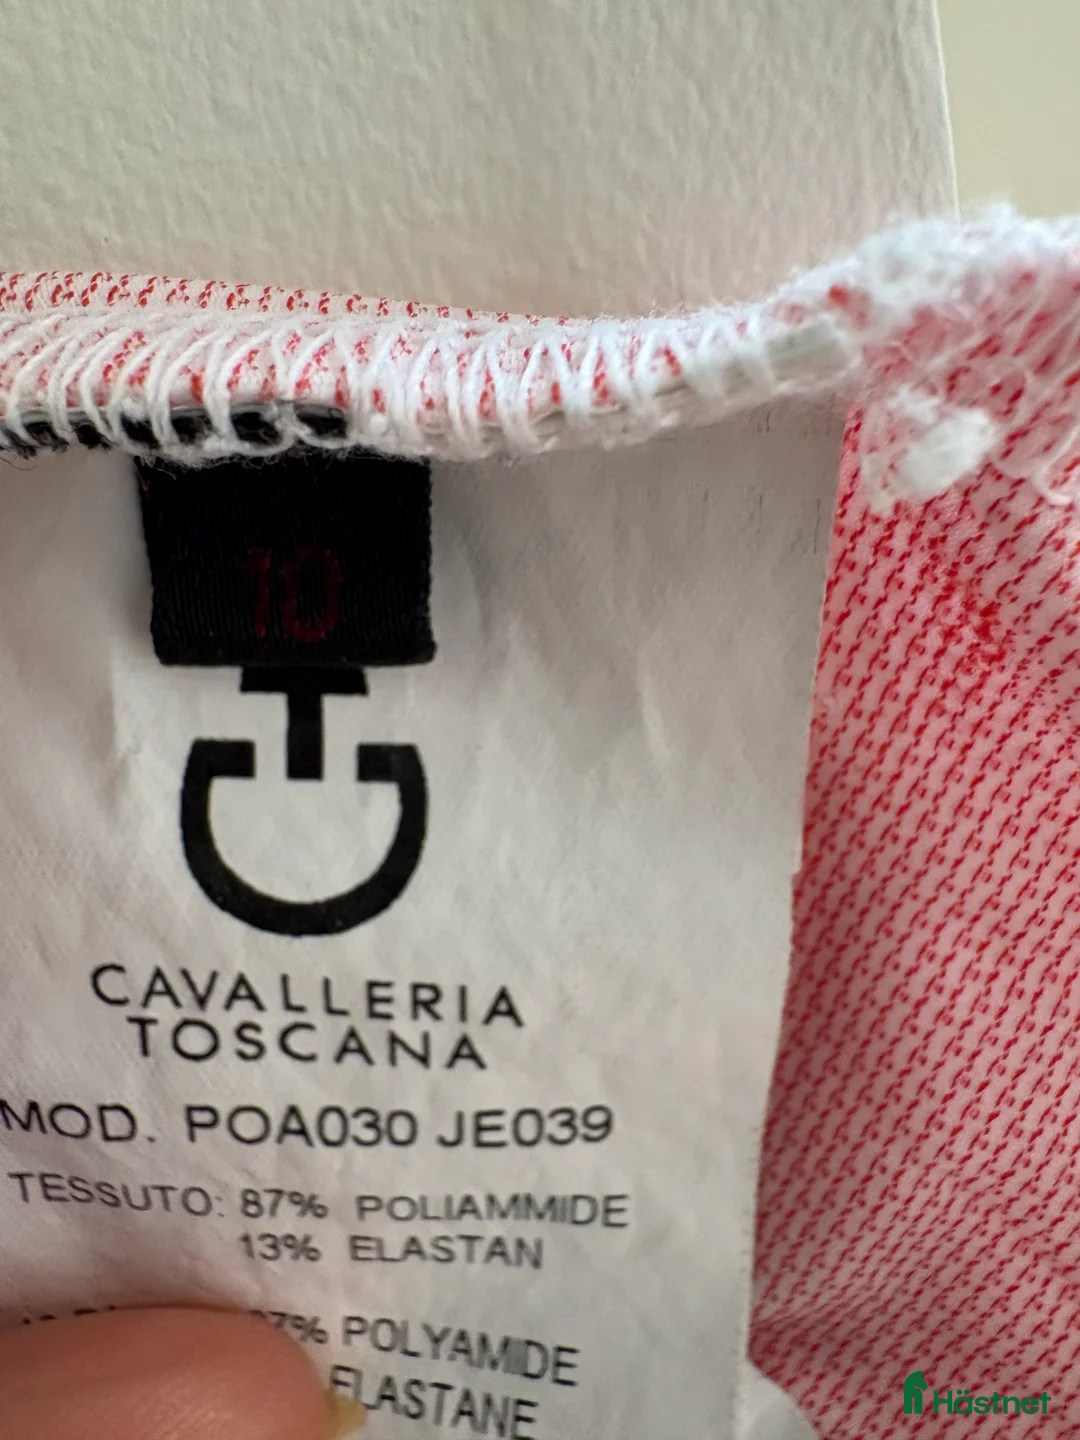 10
CAVALLERIA
TOSCANA
MOD. POA030 JE039
TESSUTO: 87% POLIAMMIDE
13% ELASTAN
POLYAMIDE
ELASTANE
Hästnet